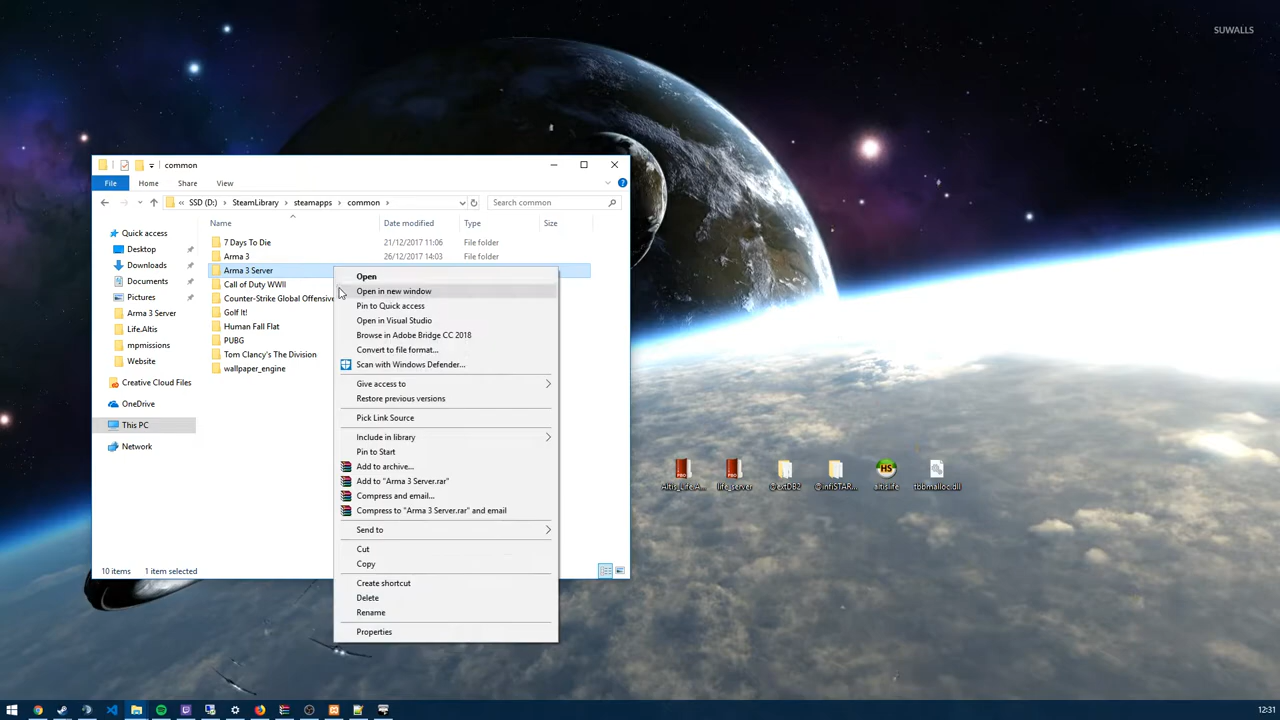 SUWALLS
common
File
Home
Share
View
SSD (D:)
SteamLibrary
steamapps
common
Search common
Name
Date modified
Type
Size
Quick access
Desktop
Downloads
Documents
Pictures
Arma 3 Server
Life.Altis
mpmissions
Website
Creative Cloud Files
OneDrive
This PC
Network
7 Days To Die 21/12/2017 11:06 File folder
Arma 3 26/12/2017 14:03 File folder
Arma 3 Server
Call of Duty WWII
Counter-Strike Global Offensive
Golf It!
Human Fall Flat
PUBG
Tom Clancy's The Division
wallpaper_engine
10 items
1 item selected
Open
Open in new window
Pin to Quick access
Open in Visual Studio
Browse in Adobe Bridge CC 2018
Convert to file format...
Scan with Windows Defender...
Give access to
Restore previous versions
Pick Link Source
Include in library
Pin to Start
Add to archive...
Add to "Arma 3 Server.rar"
Compress and email...
Compress to "Arma 3 Server.rar" and email
Send to
Cut
Copy
Create shortcut
Delete
Rename
Properties
Altis_Life.A...
life_server
@extDB2
@infiSTAR...
altislife
tbbmalloc.dll
12:31